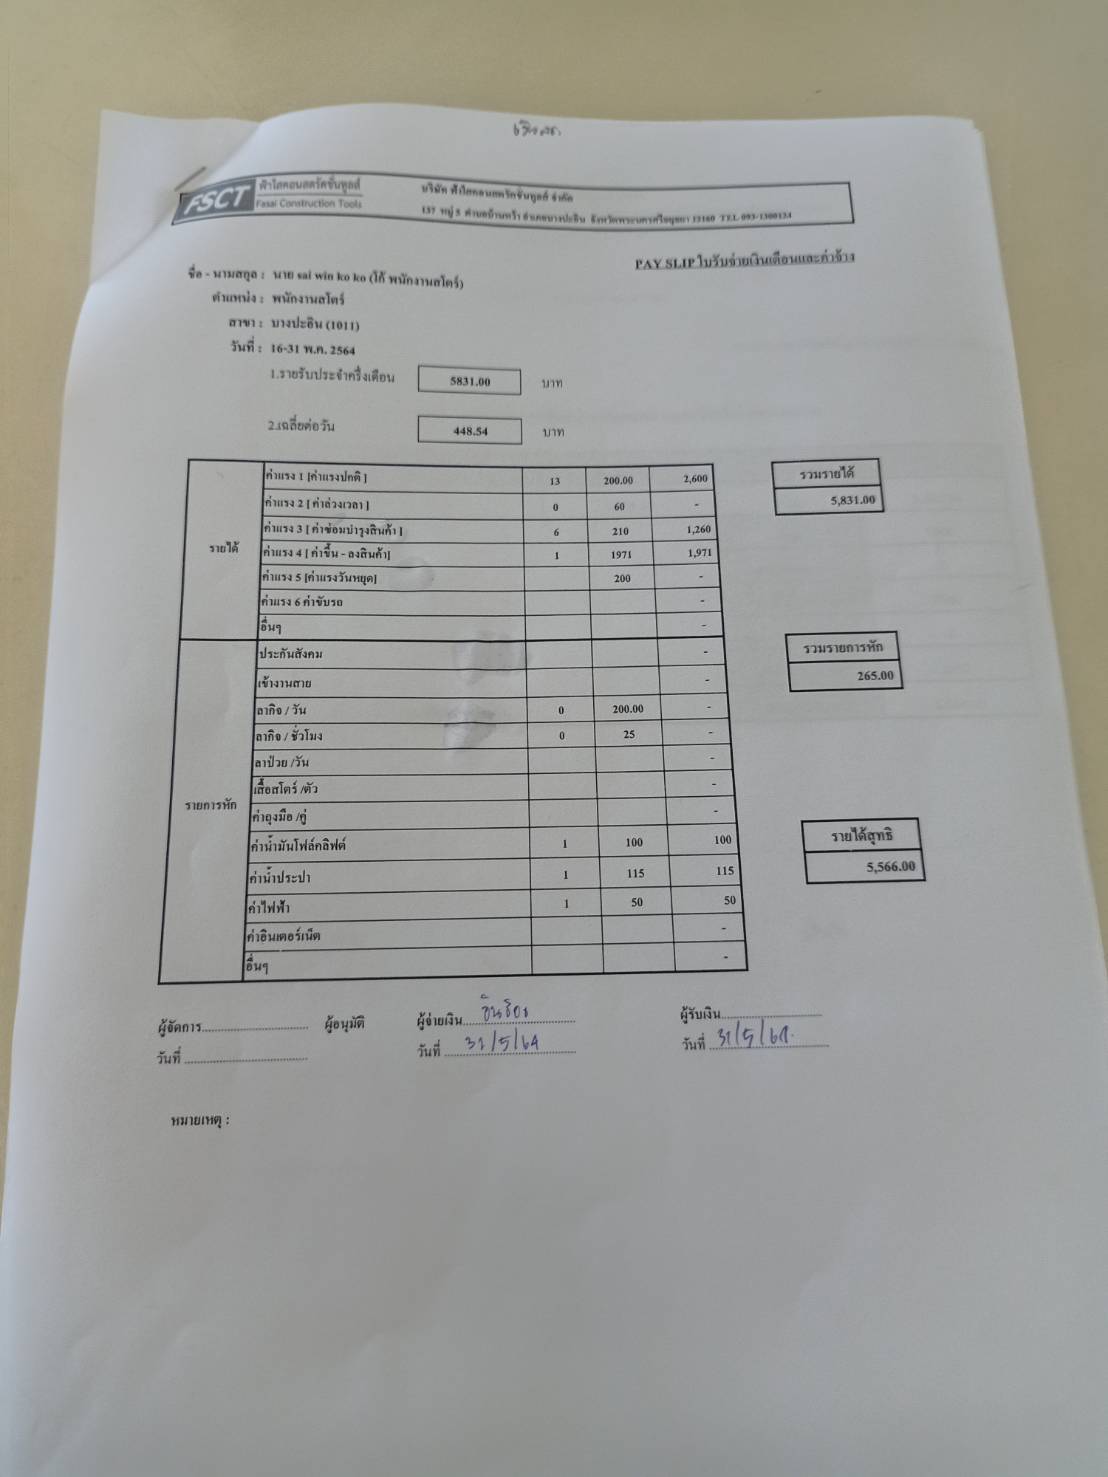 FSCT
ฟ้าใสคอนสตรัคชั่นทูลส์
Fasai Construction Tools
บริษัท ฟ้าใสคอนสตรัคชั่นทูลส์ จำกัด
137 หมู่ 5 ตำบลบ้านหว้า อำเภอบางปะอิน จังหวัดพระนครศรีอยุธยา 13160 TEL 093-1300134
PAY SLIP ใบรับจ่ายเงินเดือนและค่าจ้าง
ชื่อ - นามสกุล : นาย sai win ko ko (โก้ พนักงานสโตร์)
ตำแหน่ง : พนักงานสโตร์
สาขา : บางปะอิน (1011)
วันที่ : 16-31 พ.ค. 2564
1.รายรับประจำครึ่งเดือน 5831.00 บาท
2.เฉลี่ยต่อวัน 448.54 บาท
รายได้
ค่าแรง 1 [ค่าแรงปกติ ] 13 200.00 2,600
ค่าแรง 2 [ ค่าล่วงเวลา ] 0 60 -
ค่าแรง 3 [ ค่าซ่อมบำรุงสินค้า ] 6 210 1,260
ค่าแรง 4 [ ค่าขึ้น - ลงสินค้า] 1 1971 1,971
ค่าแรง 5 [ค่าแรงวันหยุด] 200 -
ค่าแรง 6 ค่าขับรถ -
อื่นๆ -
รวมรายได้
5,831.00
รายการหัก
ประกันสังคม -
เข้างานสาย -
ลากิจ / วัน 0 200.00 -
ลากิจ / ชั่วโมง 0 25 -
ลาป่วย /วัน -
เสื้อสโตร์ /ตัว -
ค่าถุงมือ /คู่ -
ค่าน้ำมันโฟล์คลิฟต์ 1 100 100
ค่าน้ำประปา 1 115 115
ค่าไฟฟ้า 1 50 50
ค่าอินเตอร์เน็ต -
อื่นๆ -
รวมรายการหัก
265.00
รายได้สุทธิ
5,566.00
ผู้จัดการ ผู้อนุมัติ ผู้จ่ายเงิน ผู้รับเงิน
วันที่ วันที่ 31/5/64 วันที่ 31/5/64
หมายเหตุ :